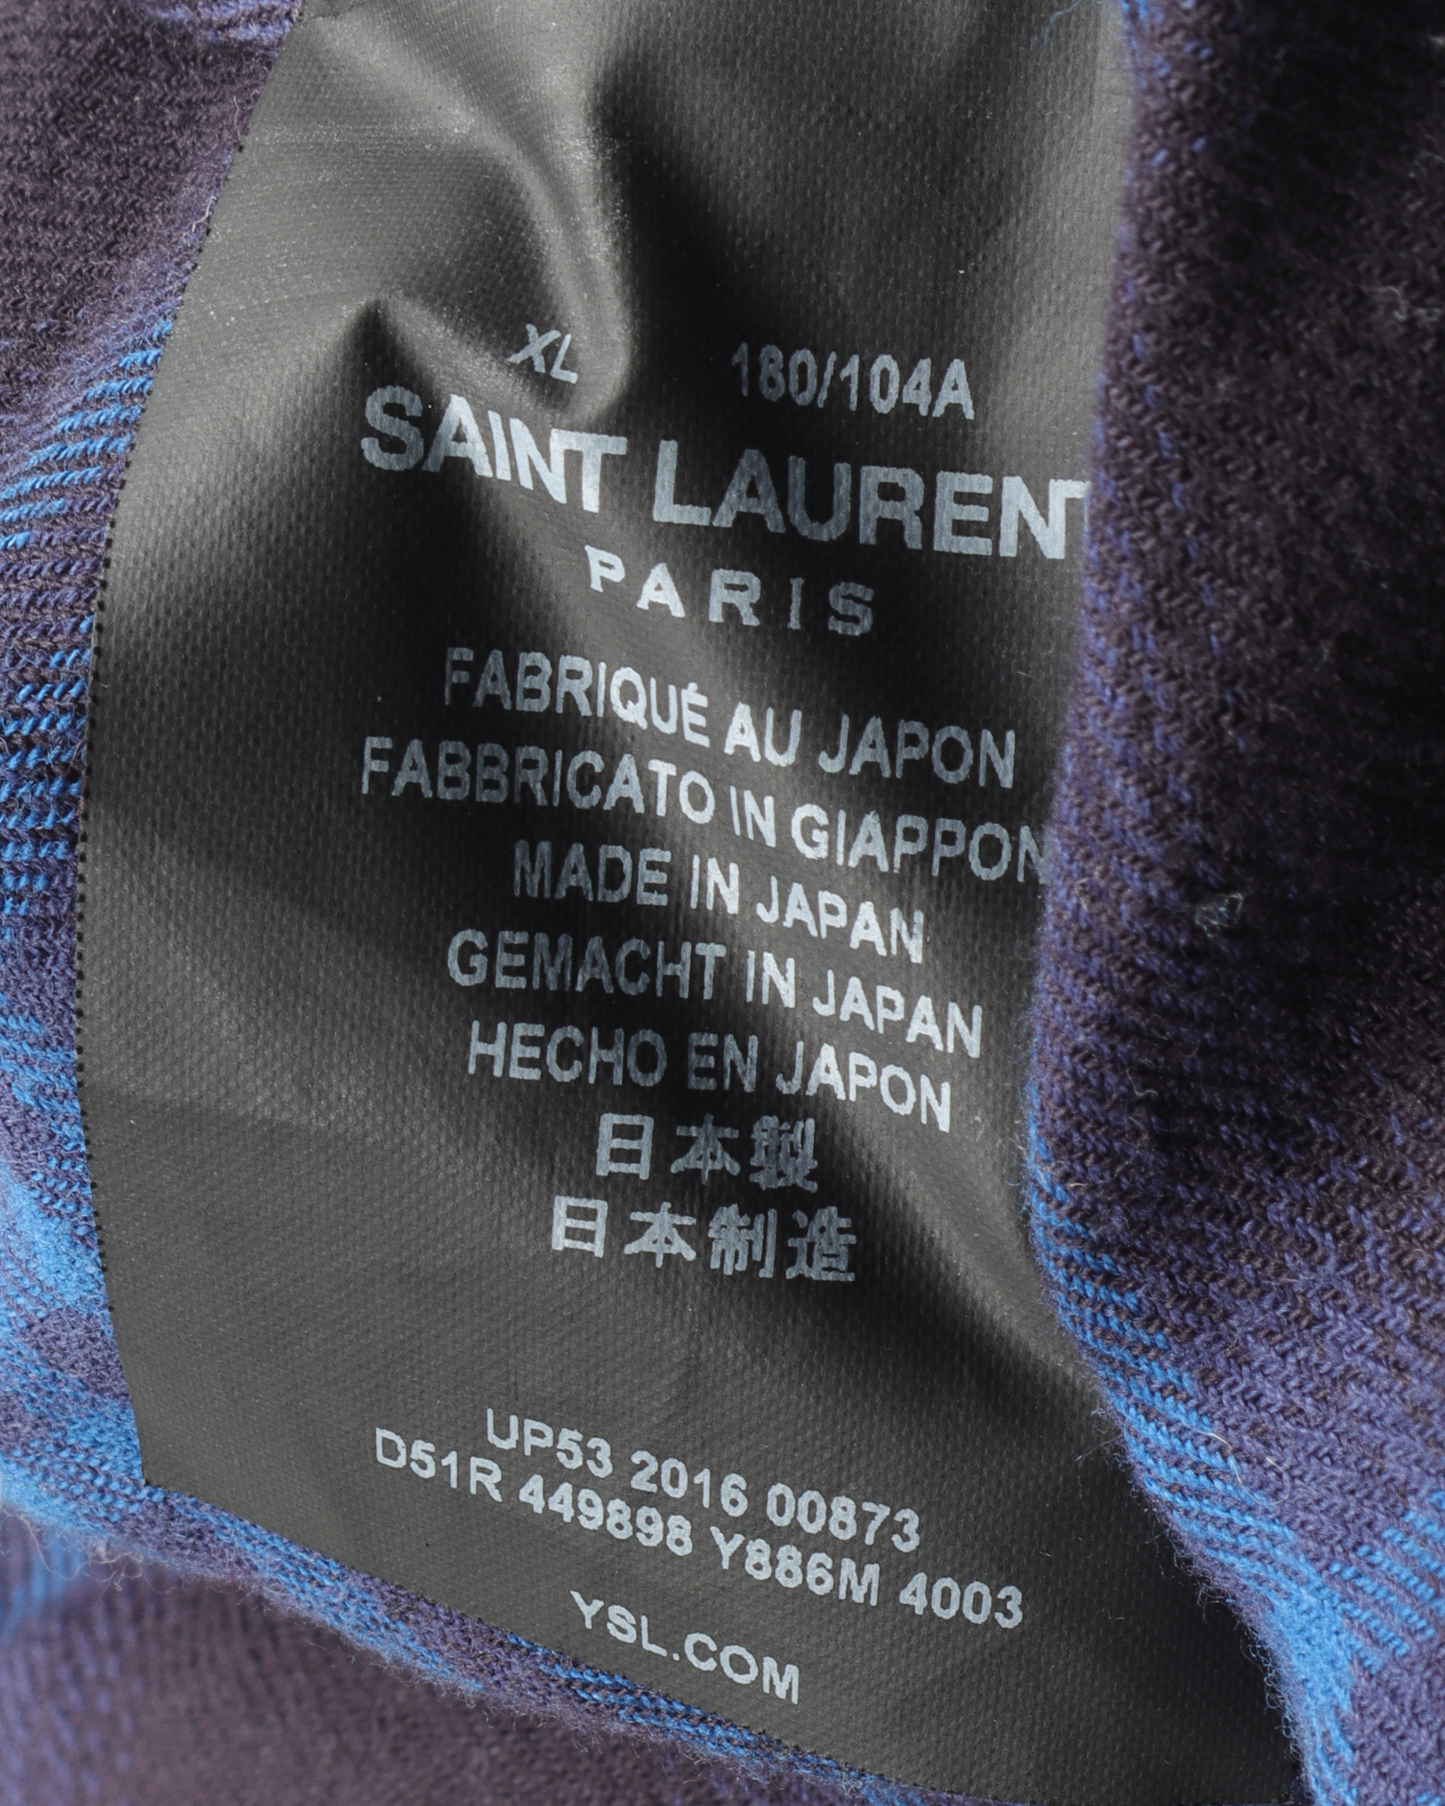 XL 180/104A
SAINT LAURENT
PARIS
FABRIQUÉ AU JAPON
FABBRICATO IN GIAPPON
MADE IN JAPAN
GEMACHT IN JAPAN
HECHO EN JAPON
日本製
日本制造
UP53 2016 00873
D51R 449898 Y886M 4003
YSL.COM